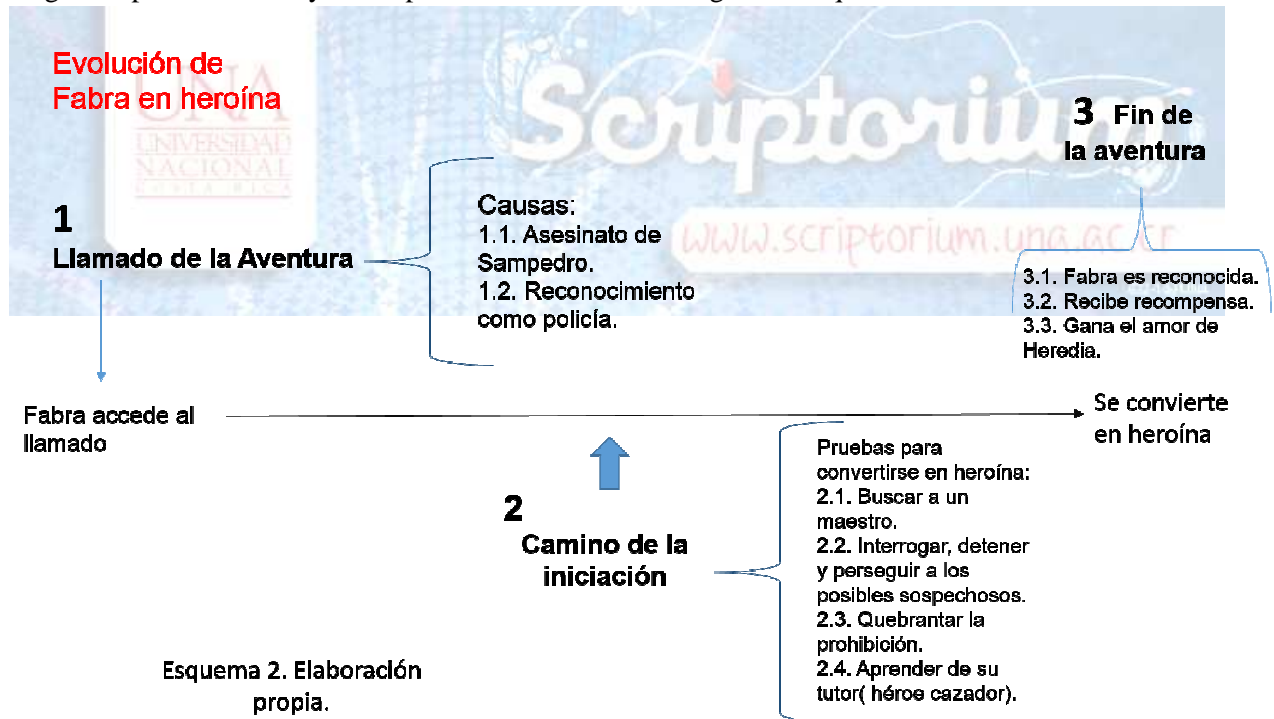 Evolución de
Fabra en heroína
UNA
UNIVERSIDAD
NACIONAL
COSTA RICA
Scriptorium
www.scriptorium.una.ac.cr
1
Llamado de la Aventura
Causas:
1.1. Asesinato de
Sampedro.
1.2. Reconocimiento
como policía.
3 Fin de
la aventura
3.1. Fabra es reconocida.
3.2. Recibe recompensa.
3.3. Gana el amor de
Heredia.
Fabra accede al
llamado
Se convierte
en heroína
2
Camino de la
iniciación
Pruebas para
convertirse en heroína:
2.1. Buscar a un
maestro.
2.2. Interrogar, detener
y perseguir a los
posibles sospechosos.
2.3. Quebrantar la
prohibición.
2.4. Aprender de su
tutor( héroe cazador).
Esquema 2. Elaboración
propia.